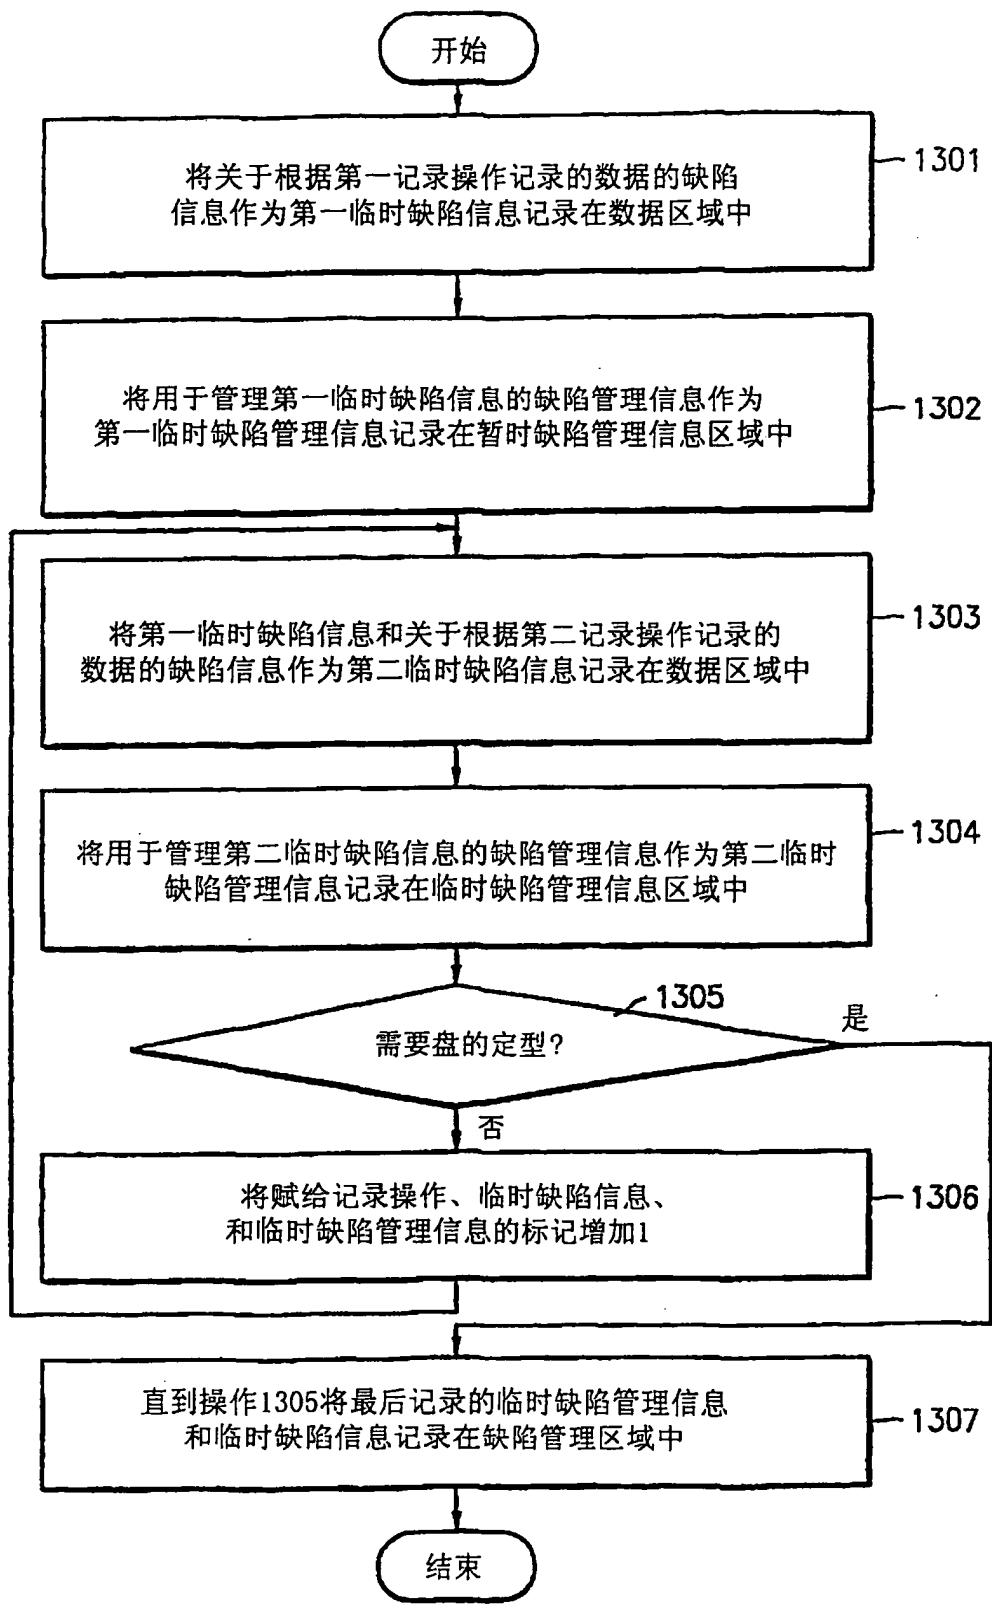 开始
1301
将关于根据第一记录操作记录的数据的缺陷
信息作为第一临时缺陷信息记录在数据区域中
将用于管理第一临时缺陷信息的缺陷管理信息作为
1302
第一临时缺陷管理信息记录在暂时缺陷管理信息区域中
1303
将第一临时缺陷信息和关于根据第二记录操作记录的
数据的缺陷信息作为第二临时缺陷信息记录在数据区域中
1304
将用于管理第二临时缺陷信息的缺陷管理信息作为第二临时
缺陷管理信息记录在临时缺陷管理信息区域中
1305
是
需要盘的定型?
否
将赋给记录操作、临时缺陷信息、
1306
和临时缺陷管理信息的标记增加1
直到操作1305将最后记录的临时缺陷管理信息
1307
和临时缺陷信息记录在缺陷管理区域中
结束